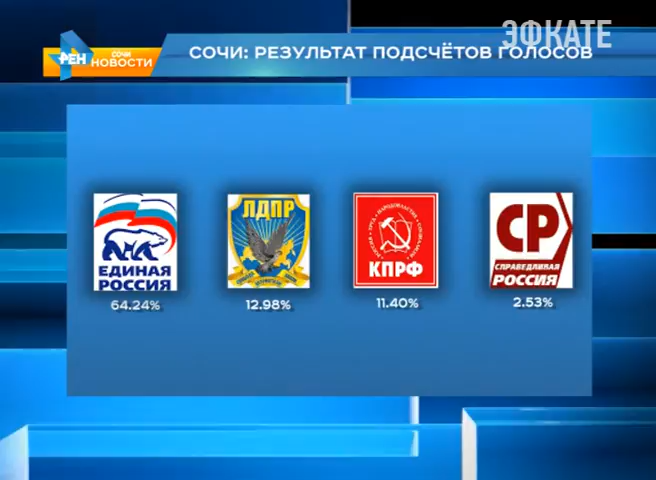 ЭФКАТЕ
РЕН
СОЧИ
НОВОСТИ
СОЧИ: РЕЗУЛЬТАТ ПОДСЧЁТОВ ГОЛОСОВ
ЕДИНАЯ
РОССИЯ
64.24%
ЛДПР
12.98%
КПРФ
11.40%
СР
СПРАВЕДЛИВАЯ
РОССИЯ
2.53%